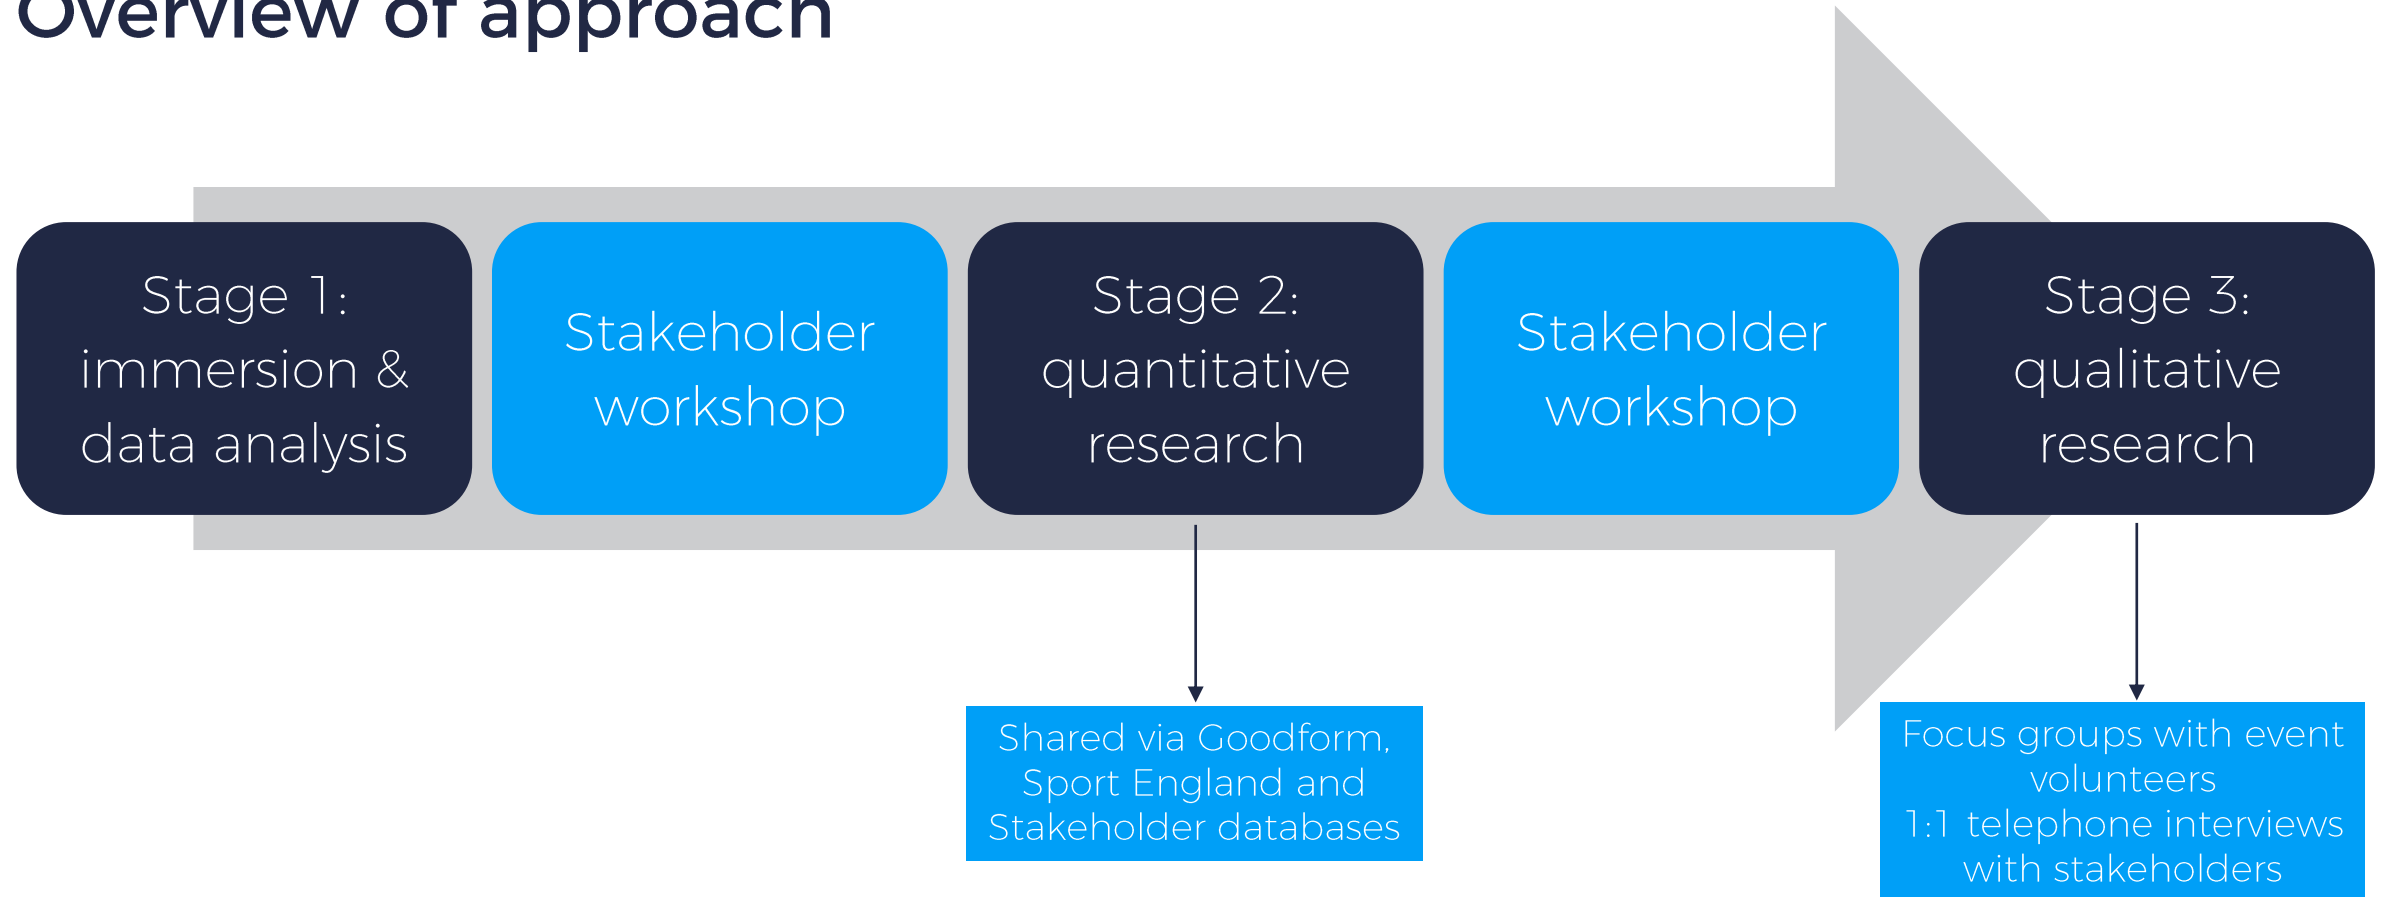 Overview of approach
Stage 1:
immersion &
data analysis
Stakeholder
workshop
Stage 2:
quantitative
research
Stakeholder
workshop
Stage 3:
qualitative
research
Shared via Goodform,
Sport England and
Stakeholder databases
Focus groups with event
volunteers
1:1 telephone interviews
with stakeholders